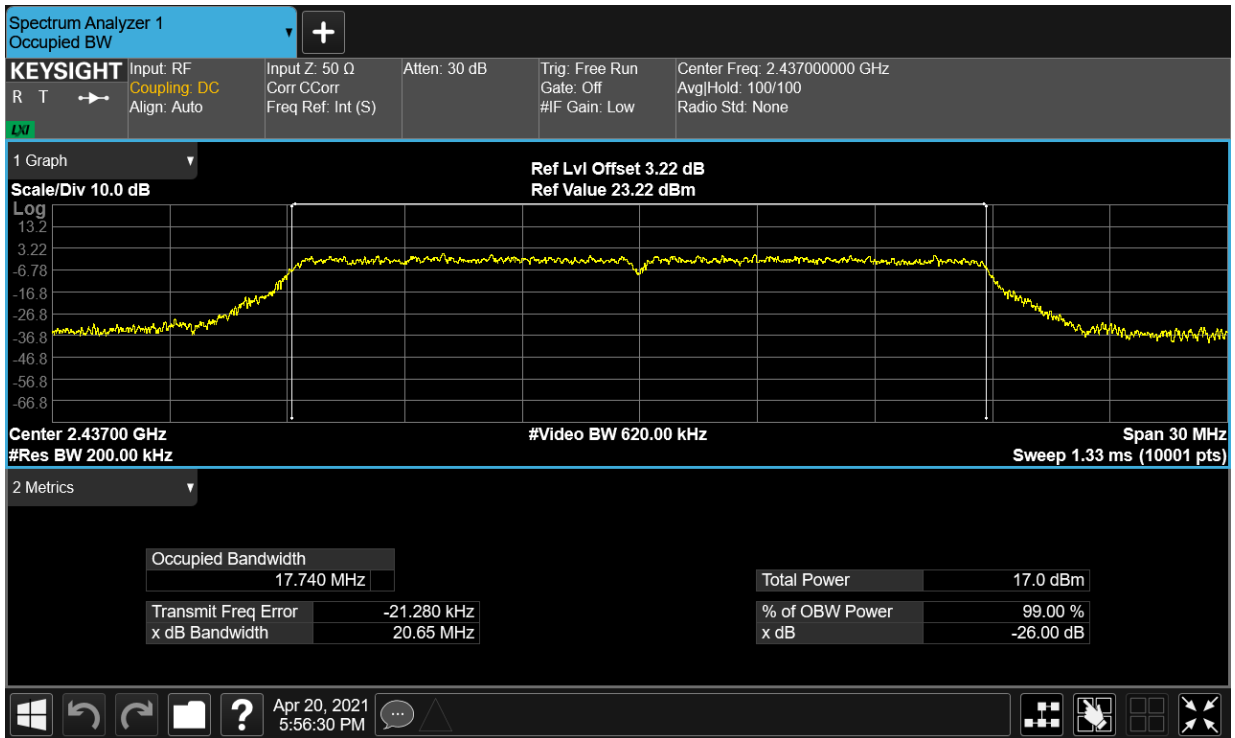 Spectrum Analyzer 1
Occupied BW
KEYSIGHT
R T
LXI
Input: RF
Coupling: DC
Align: Auto
Input Z: 50 Ω
Corr CCorr
Freq Ref: Int (S)
Atten: 30 dB
Trig: Free Run
Gate: Off
#IF Gain: Low
Center Freq: 2.437000000 GHz
Avg|Hold: 100/100
Radio Std: None
1 Graph
Scale/Div 10.0 dB
Ref Lvl Offset 3.22 dB
Ref Value 23.22 dBm
Log
13.2
3.22
-6.78
-16.8
-26.8
-36.8
-46.8
-56.8
-66.8
Center 2.43700 GHz
#Video BW 620.00 kHz
Span 30 MHz
#Res BW 200.00 kHz
Sweep 1.33 ms (10001 pts)
2 Metrics
Occupied Bandwidth
17.740 MHz
Transmit Freq Error -21.280 kHz
x dB Bandwidth 20.65 MHz
Total Power 17.0 dBm
% of OBW Power 99.00 %
x dB -26.00 dB
?
Apr 20, 2021
5:56:30 PM